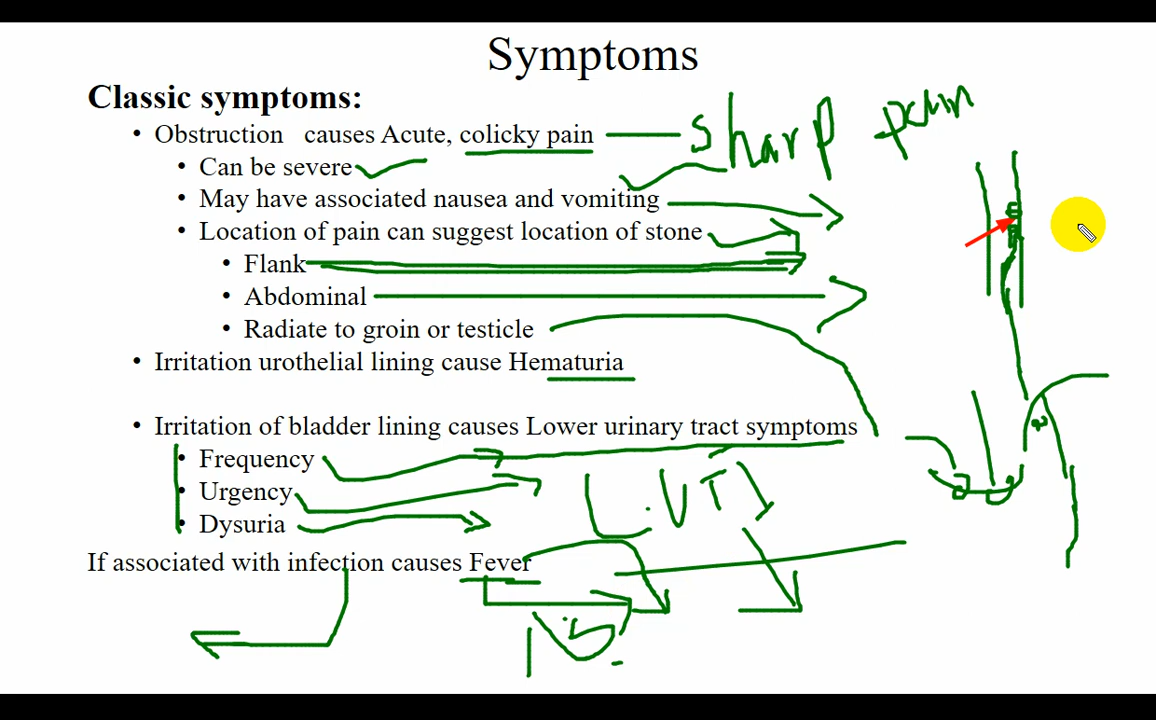 Symptoms
Classic symptoms:
• Obstruction causes Acute, colicky pain sharp pain
• Can be severe
• May have associated nausea and vomiting
• Location of pain can suggest location of stone
• Flank
• Abdominal
• Radiate to groin or testicle
• Irritation urothelial lining cause Hematuria
• Irritation of bladder lining causes Lower urinary tract symptoms
• Frequency
• Urgency
• Dysuria
If associated with infection causes Fever